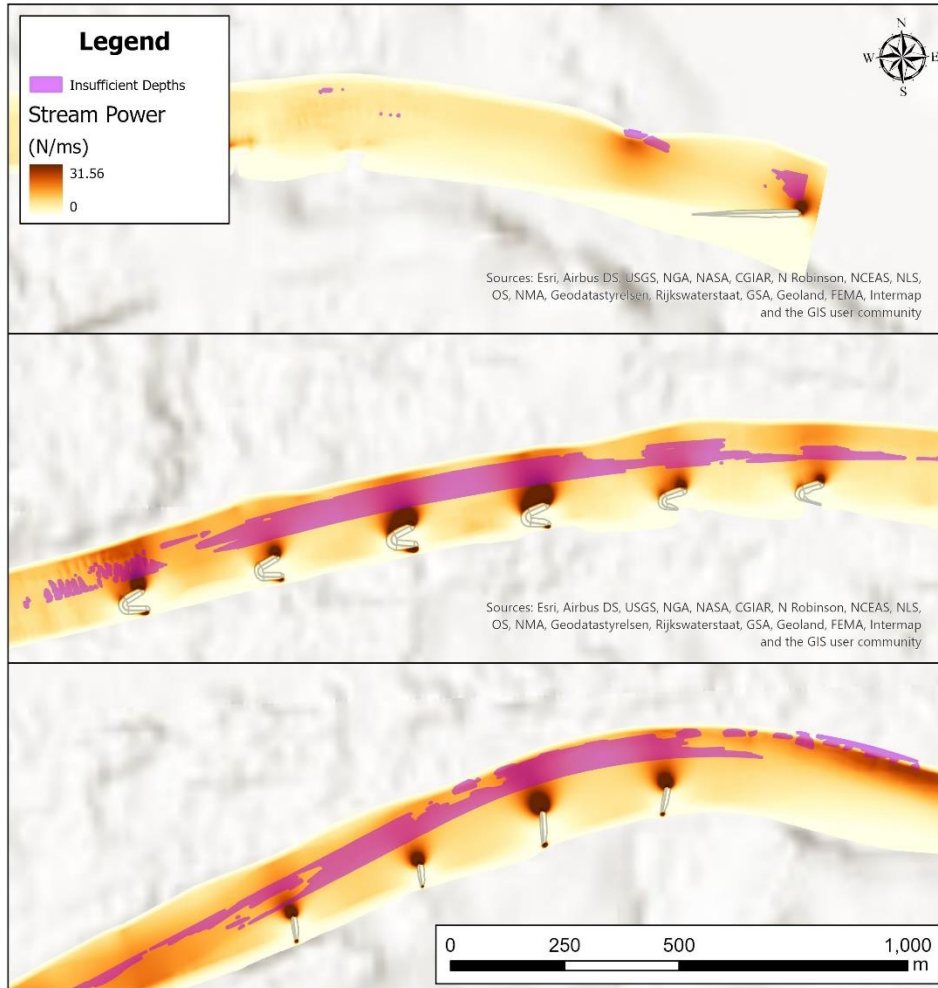 Legend
Insufficient Depths
Stream Power
(N/ms)
31.56
0
N
W E
S
Sources: Esri, Airbus DS, USGS, NGA, NASA, CGIAR, N Robinson, NCEAS, NLS,
OS, NMA, Geodatastyrelsen, Rijkswaterstaat, GSA, Geoland, FEMA, Intermap
and the GIS user community
Sources: Esri, Airbus DS, USGS, NGA, NASA, CGIAR, N Robinson, NCEAS, NLS,
OS, NMA, Geodatastyrelsen, Rijkswaterstaat, GSA, Geoland, FEMA, Intermap
and the GIS user community
0 250 500 1,000
m